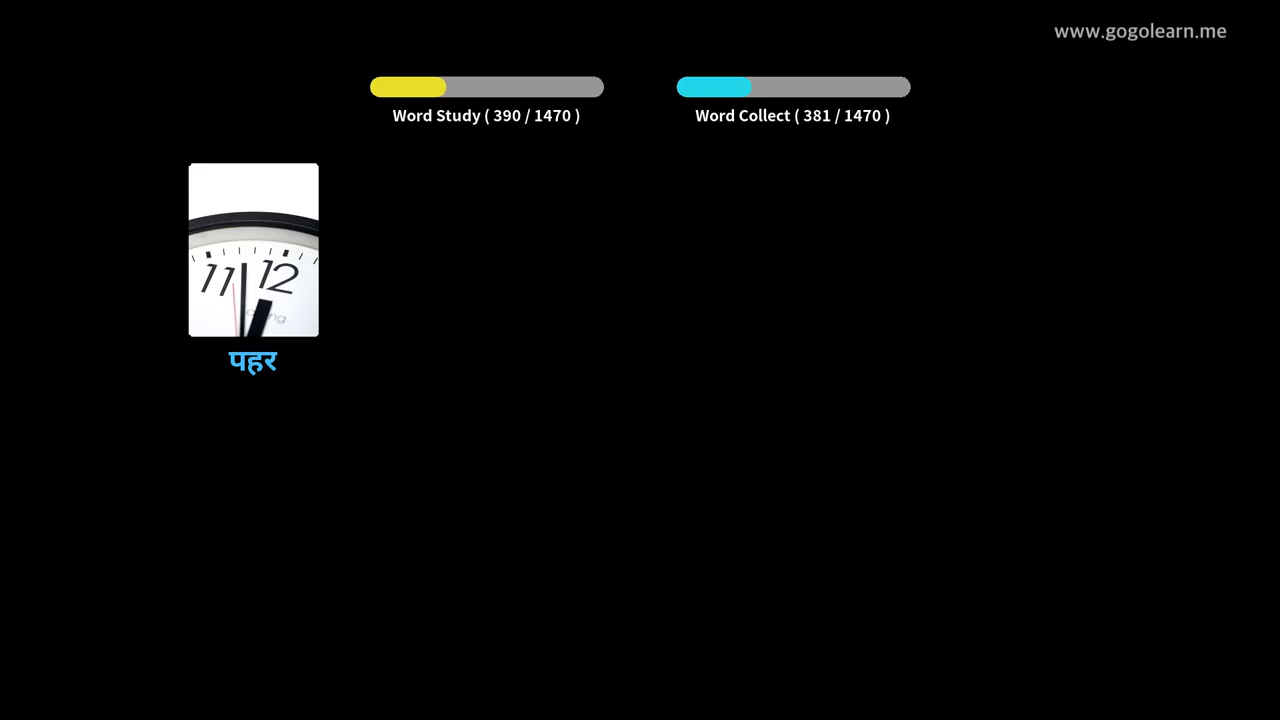 www.gogolearn.me
Word Study ( 390 / 1470 )
Word Collect ( 381 / 1470 )
11 12
पहर